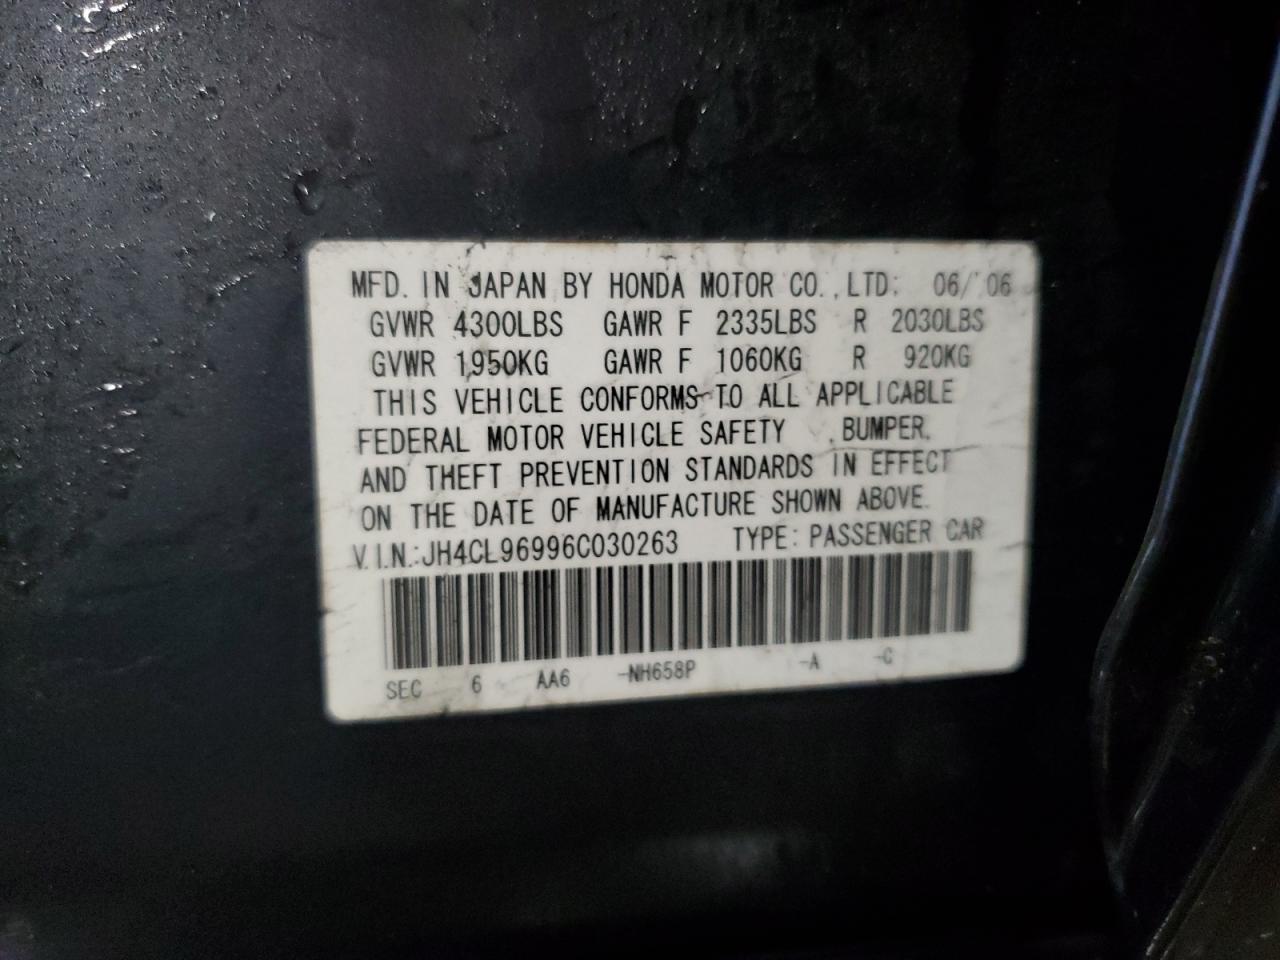 MFD. IN JAPAN BY HONDA MOTOR CO., LTD. 06/'06
GVWR 4300LBS GAWR F 2335LBS R 2030LBS
GVWR 1950KG GAWR F 1060KG R 920KG
THIS VEHICLE CONFORMS TO ALL APPLICABLE
FEDERAL MOTOR VEHICLE SAFETY , BUMPER,
AND THEFT PREVENTION STANDARDS IN EFFECT
ON THE DATE OF MANUFACTURE SHOWN ABOVE.
V.I.N.:JH4CL96996C030263 TYPE: PASSENGER CAR
SEC 6 AA6 -NH658P -A -C